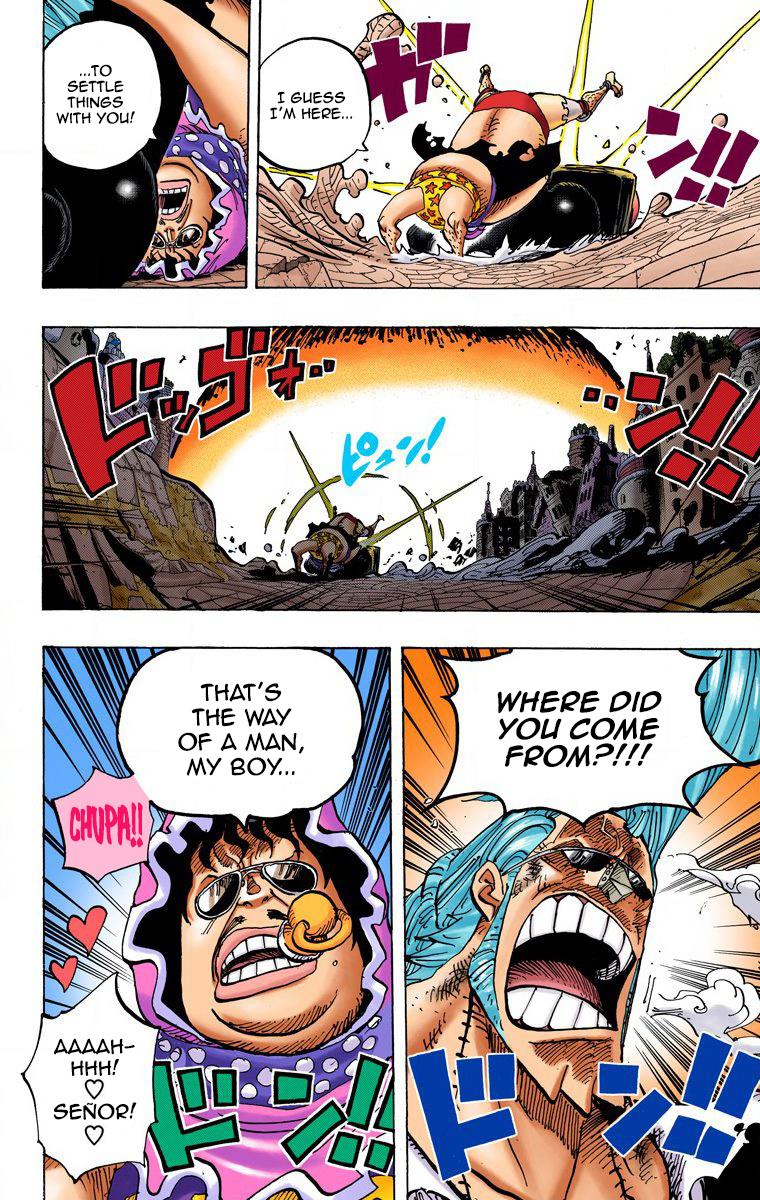 I GUESS
I'M HERE...
ガ
ン!!
...TO
SETTLE
THINGS
WITH YOU!
ドッゴォ‥
‥ン!!
ピュン!
WHERE DID
YOU COME
FROM?!!!
ドン!!
THAT'S
THE WAY
OF A MAN,
MY BOY...
CHUPA!!
AAAAH-
HHH!
♡
SEÑOR!
♡
ドン!!